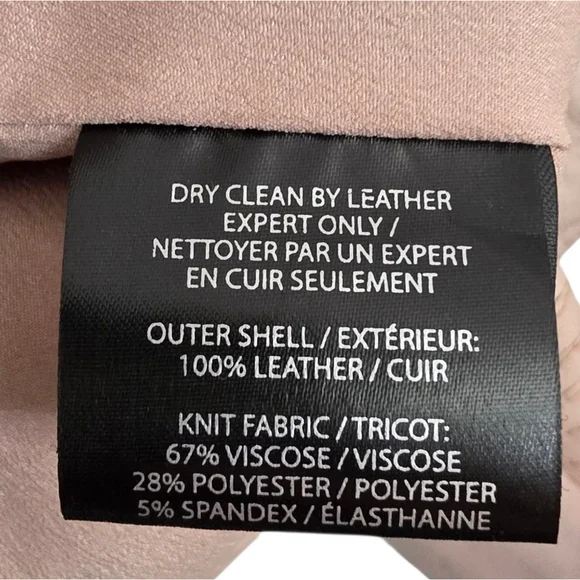 DRY CLEAN BY LEATHER
EXPERT ONLY /
NETTOYER PAR UN EXPERT
EN CUIR SEULEMENT
OUTER SHELL / EXTÉRIEUR:
100% LEATHER / CUIR
KNIT FABRIC / TRICOT:
67% VISCOSE / VISCOSE
28% POLYESTER / POLYESTER
5% SPANDEX / ÉLASTHANNE